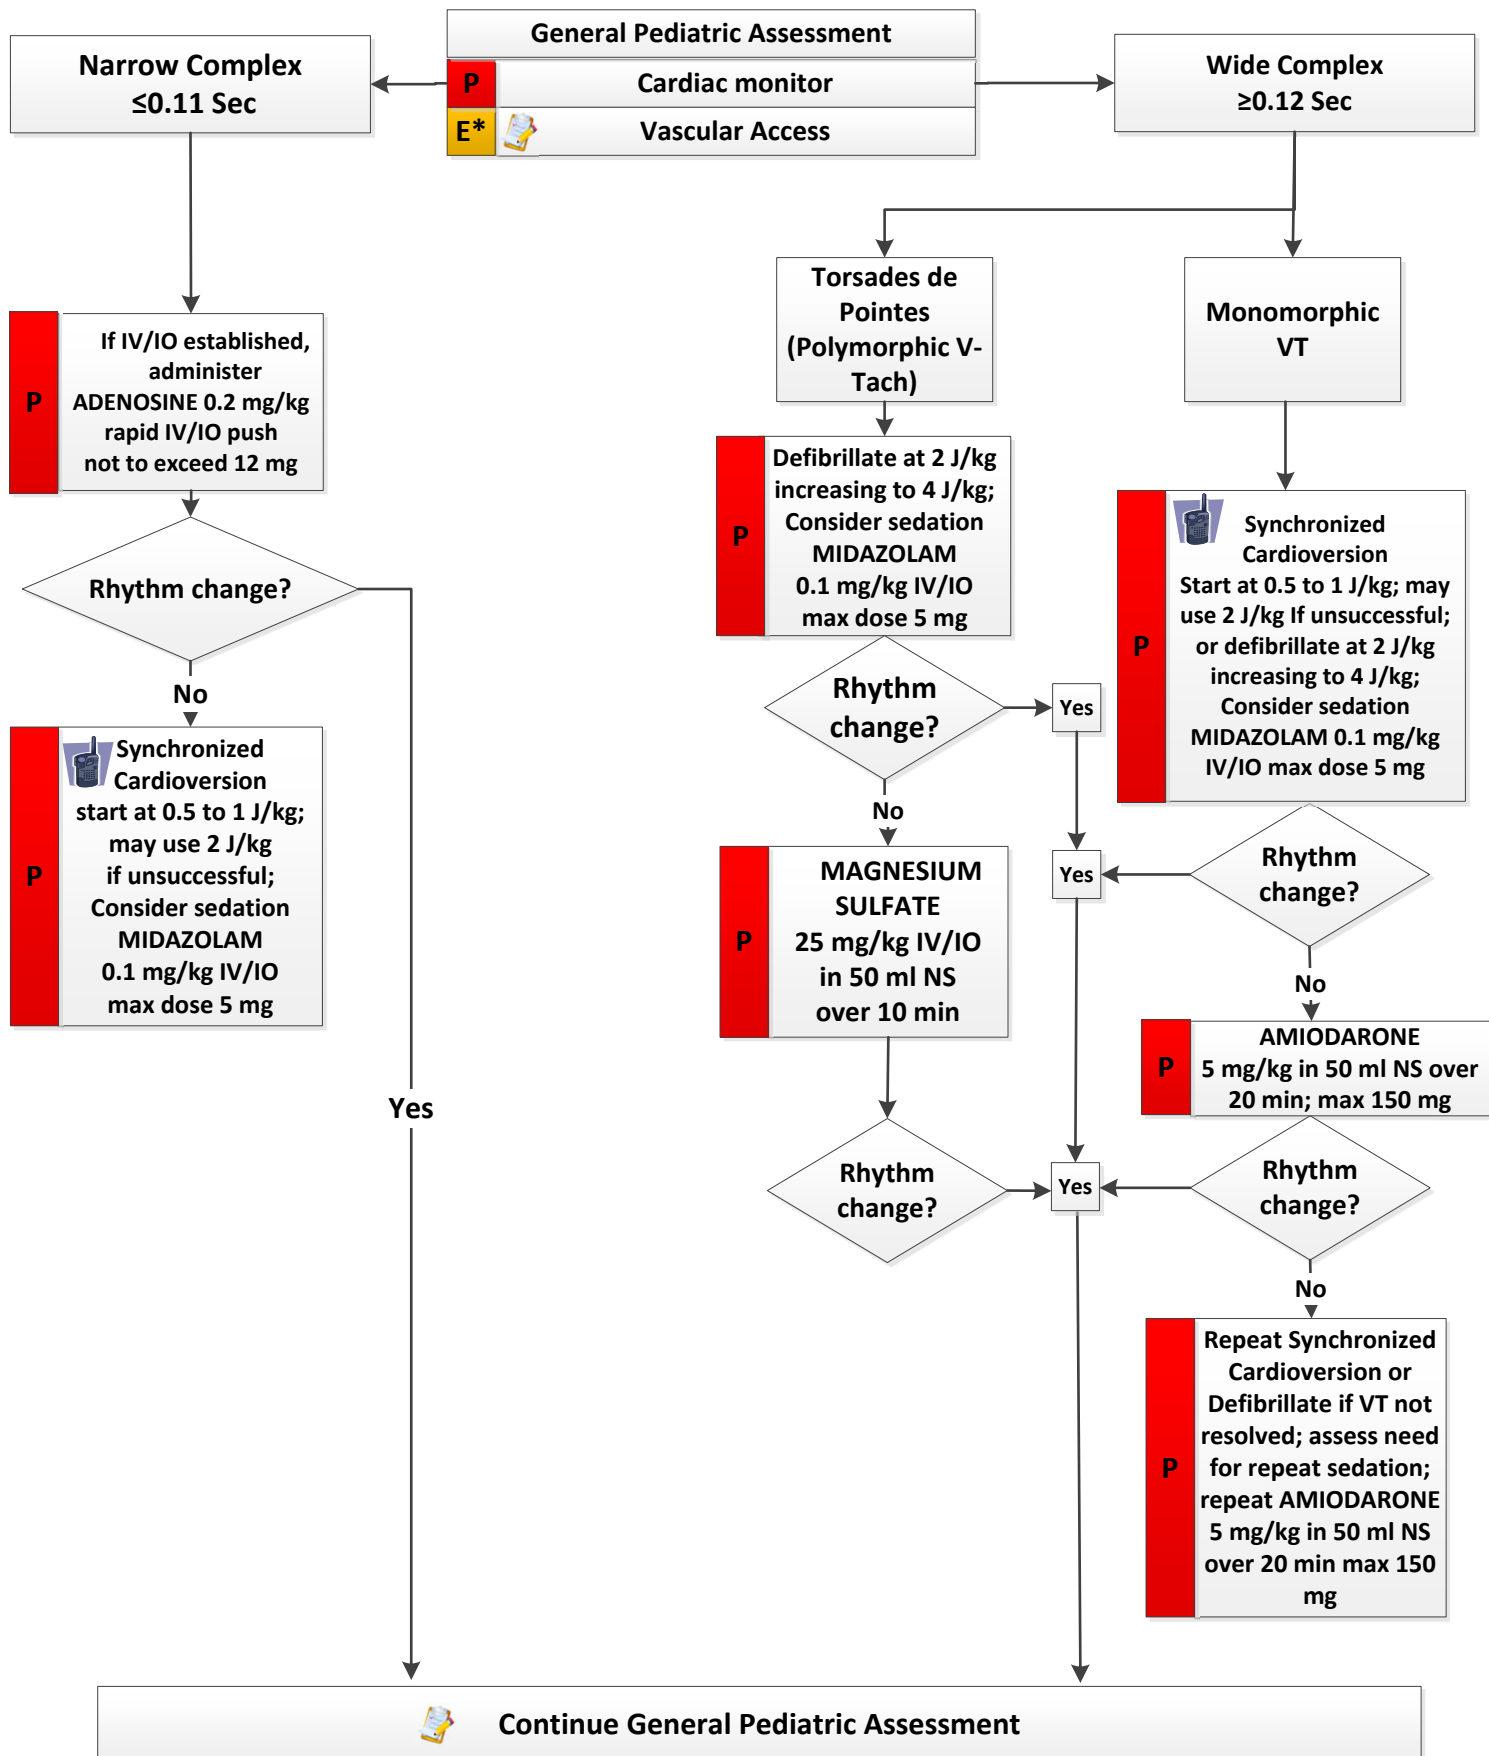 General Pediatric Assessment
P
Cardiac monitor
E*
Vascular Access
Narrow Complex
≤0.11 Sec
Wide Complex
≥0.12 Sec
P
If IV/IO established,
administer
ADENOSINE 0.2 mg/kg
rapid IV/IO push
not to exceed 12 mg
Rhythm change?
No
P
Synchronized
Cardioversion
start at 0.5 to 1 J/kg;
may use 2 J/kg
if unsuccessful;
Consider sedation
MIDAZOLAM
0.1 mg/kg IV/IO
max dose 5 mg
Yes
Torsades de
Pointes
(Polymorphic V-
Tach)
P
Defibrillate at 2 J/kg
increasing to 4 J/kg;
Consider sedation
MIDAZOLAM
0.1 mg/kg IV/IO
max dose 5 mg
Rhythm
change?
Yes
No
P
MAGNESIUM
SULFATE
25 mg/kg IV/IO
in 50 ml NS
over 10 min
Rhythm
change?
Yes
Monomorphic
VT
P
Synchronized
Cardioversion
Start at 0.5 to 1 J/kg; may
use 2 J/kg If unsuccessful;
or defibrillate at 2 J/kg
increasing to 4 J/kg;
Consider sedation
MIDAZOLAM 0.1 mg/kg
IV/IO max dose 5 mg
Rhythm
change?
Yes
No
P
AMIODARONE
5 mg/kg in 50 ml NS over
20 min; max 150 mg
Rhythm
change?
No
P
Repeat Synchronized
Cardioversion or
Defibrillate if VT not
resolved; assess need
for repeat sedation;
repeat AMIODARONE
5 mg/kg in 50 ml NS
over 20 min max 150
mg
Continue General Pediatric Assessment